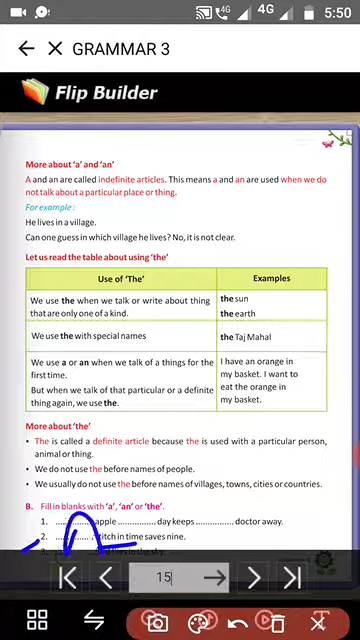 4G 4G 5:50
GRAMMAR 3
Flip Builder
More about 'a' and 'an'
A and an are called indefinite articles. This means a and an are used when we do
not talk about a particular place or thing.
For example :
He lives in a village.
Can one guess in which village he lives? No, it is not clear.
Let us read the table about using 'the'
Use of 'The' Examples
We use the when we talk or write about thing
that are only one of a kind.
the sun
the earth
We use the with special names
the Taj Mahal
We use a or an when we talk of a things for the
first time.
But when we talk of that particular or a definite
thing again, we use the.
I have an orange in
my basket. I want to
eat the orange in
my basket.
More about 'the'
• The is called a definite article because the is used with a particular person,
animal or thing.
• We do not use the before names of people.
• We usually do not use the before names of villages, towns, cities or countries.
B. Fill in blanks with 'a', 'an' or 'the'.
1. .............. apple .............. day keeps .............. doctor away.
2. .............. stitch in time saves nine.
3. in the sky.
15